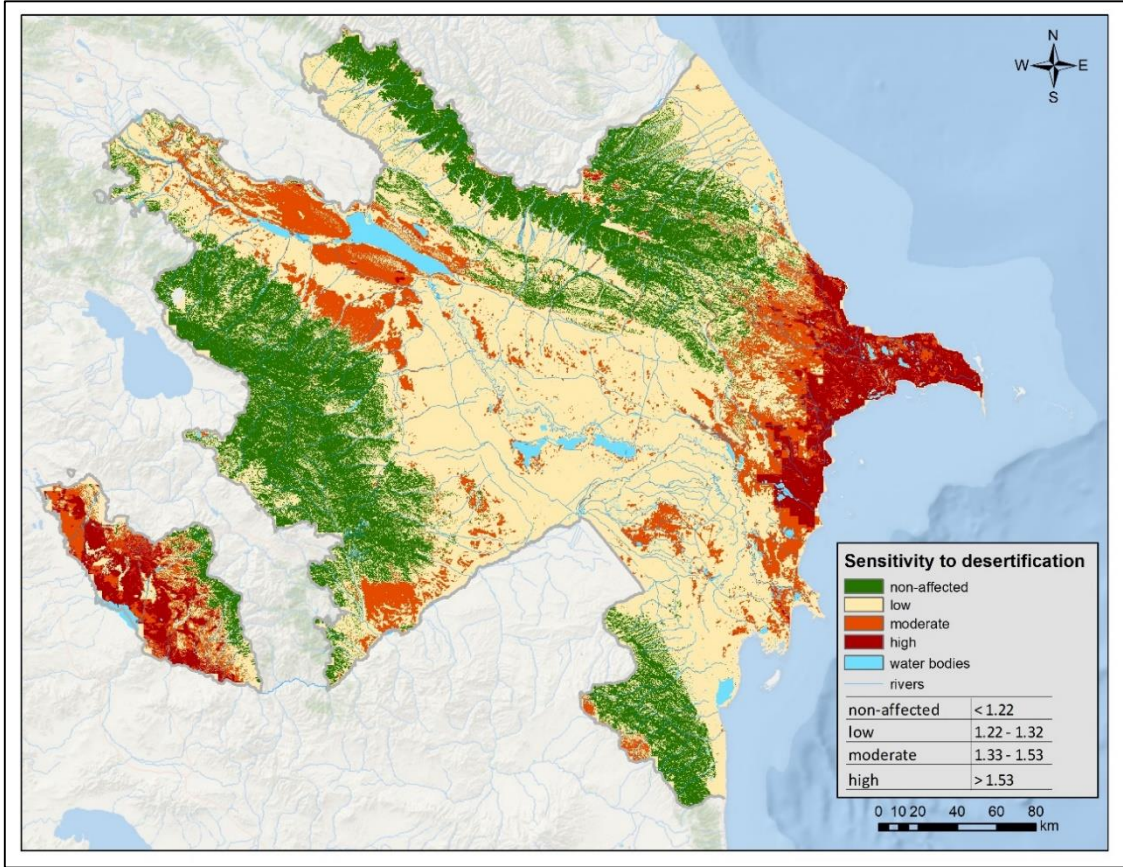 N
W E
S
Sensitivity to desertification
non-affected
low
moderate
high
water bodies
rivers
non-affected < 1.22
low 1.22 - 1.32
moderate 1.33 - 1.53
high > 1.53
0 10 20 40 60 80
km